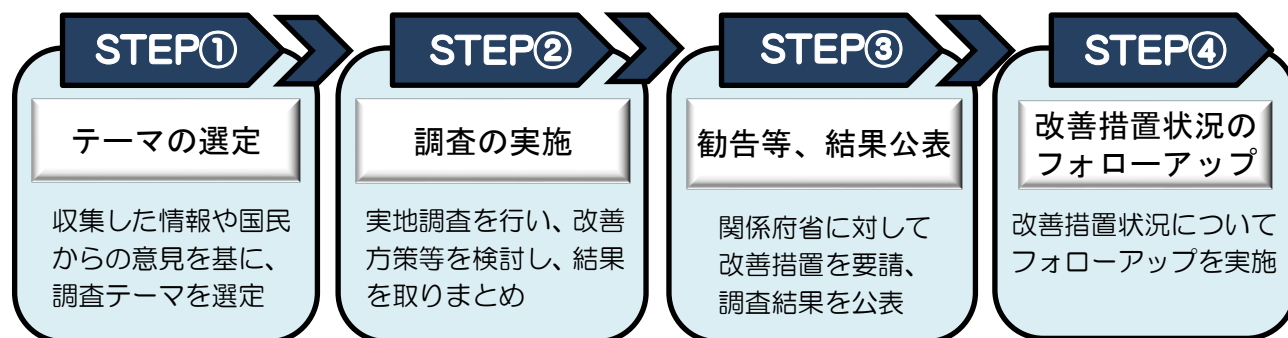 STEP①
テーマの選定
収集した情報や国民
からの意見を基に、
調査テーマを選定
STEP②
調査の実施
実地調査を行い、改善
方策等を検討し、結果
を取りまとめ
STEP③
勧告等、結果公表
関係府省に対して
改善措置を要請、
調査結果を公表
STEP④
改善措置状況の
フォローアップ
改善措置状況について
フォローアップを実施